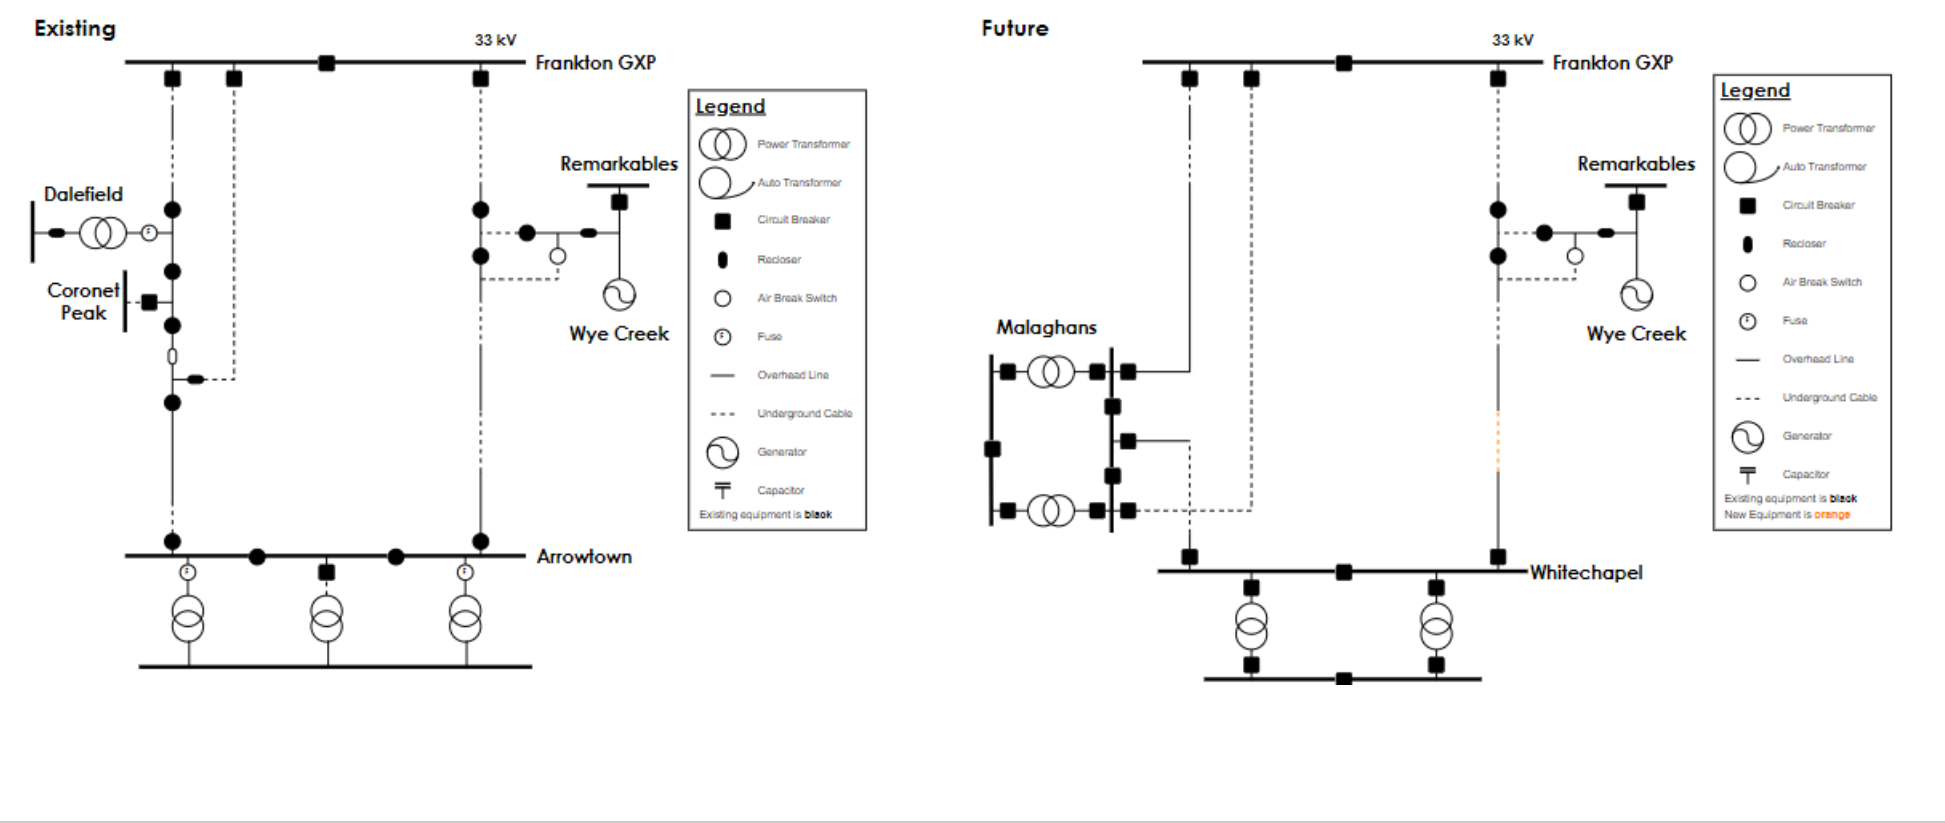 Existing
33 kV
Frankton GXP
Remarkables
Dalefield
Coronet
Peak
Wye Creek
Arrowtown
F
F
F
Legend
Power Transformer
Auto Transformer
Circuit Breaker
Recloser
Air Break Switch
F
Fuse
Overhead Line
Underground Cable
Generator
Capacitor
Existing equipment is black
Future
33 kV
Frankton GXP
Remarkables
Malaghans
Wye Creek
Whitechapel
Legend
Power Transformer
Auto Transformer
Circuit Breaker
Recloser
Air Break Switch
F
Fuse
Overhead Line
Underground Cable
Generator
Capacitor
Existing equipment is black
New Equipment is orange